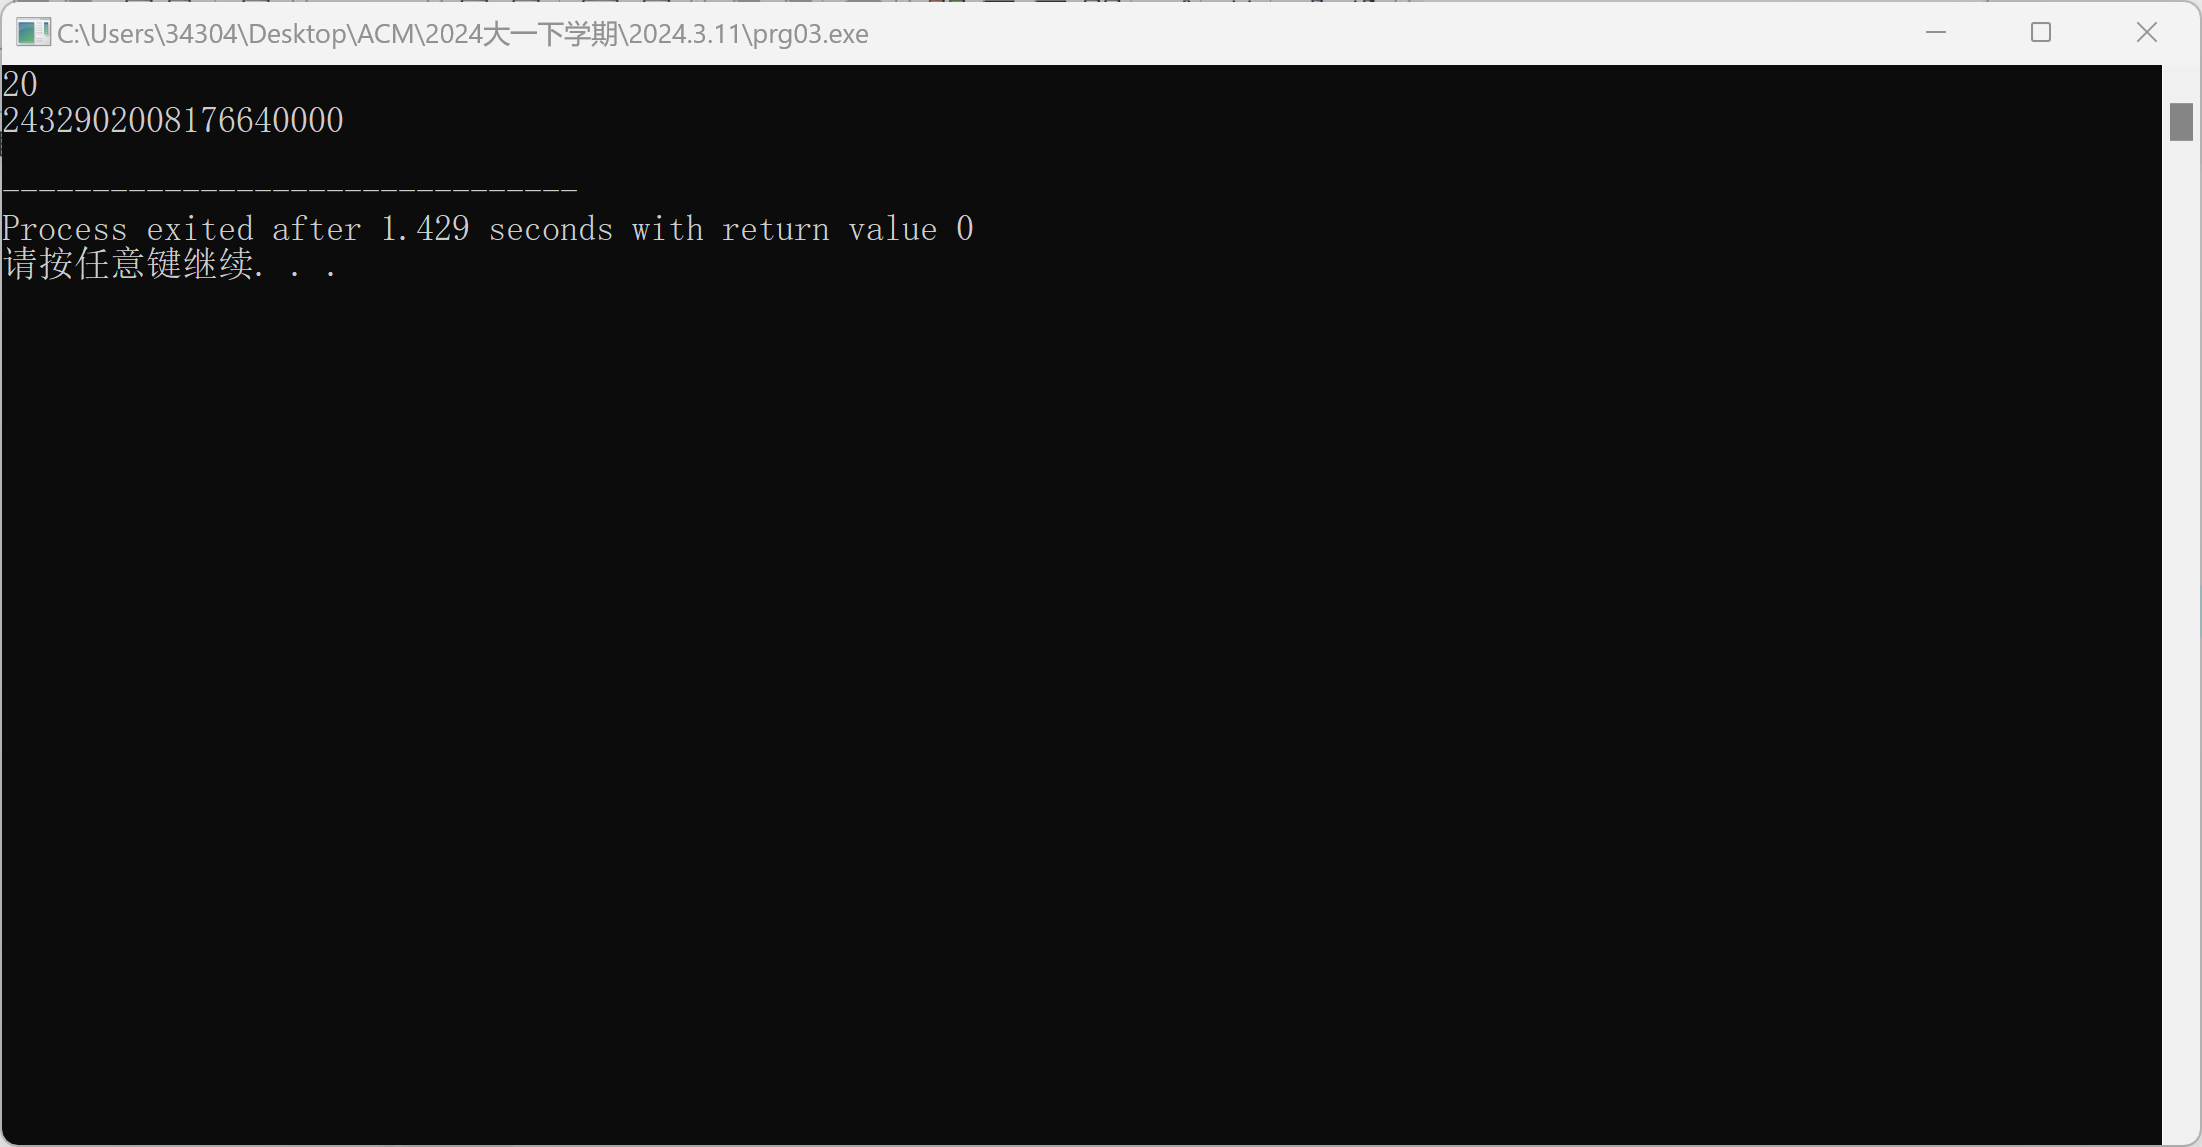 C:\Users\34304\Desktop\ACM\2024大一下学期\2024.3.11\prg03.exe
20
2432902008176640000
--------------------------------
Process exited after 1.429 seconds with return value 0
请按任意键继续. . .